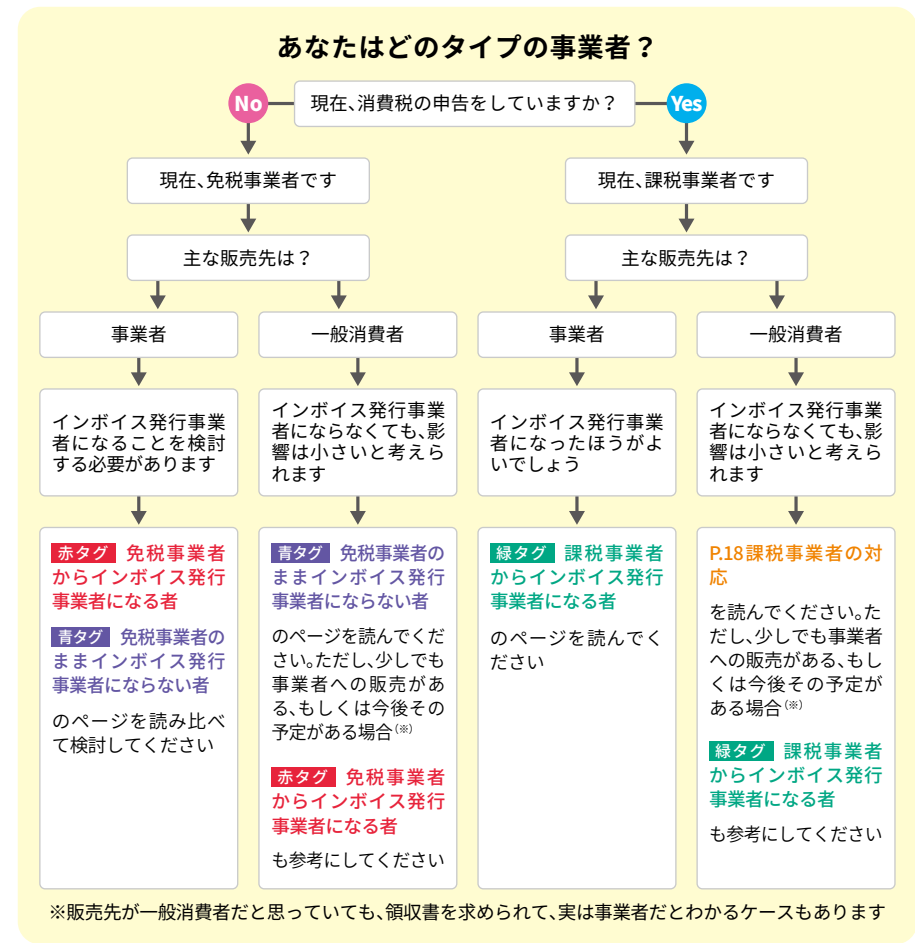 あなたはどのタイプの事業者？
No
現在、消費税の申告をしていますか？
Yes
現在、免税事業者です
現在、課税事業者です
主な販売先は？
主な販売先は？
事業者
一般消費者
事業者
一般消費者
インボイス発行事業
者になることを検討
する必要があります
インボイス発行事業
者にならなくても、影
響は小さいと考えら
れます
インボイス発行事業
者になったほうがよ
いでしょう
インボイス発行事業
者にならなくても、影
響は小さいと考えら
れます
赤タグ 免税事業者
からインボイス発行
事業者になる者
青タグ 免税事業者の
ままインボイス発行
事業者にならない者
のページを読み比べ
て検討してください
青タグ 免税事業者の
ままインボイス発行
事業者にならない者
のページを読んでくだ
さい。ただし、少しでも
事業者への販売があ
る、もしくは今後その
予定がある場合(※)
赤タグ 免税事業者
からインボイス発行
事業者になる者
も参考にしてください
緑タグ 課税事業者
からインボイス発行
事業者になる者
のページを読んでく
ださい
P.18課税事業者の対
応
を読んでください。た
だし、少しでも事業者
への販売がある、もし
くは今後その予定が
ある場合(※)
緑タグ 課税事業者
からインボイス発行
事業者になる者
も参考にしてください
※販売先が一般消費者だと思っていても、領収書を求められて、実は事業者だとわかるケースもあります